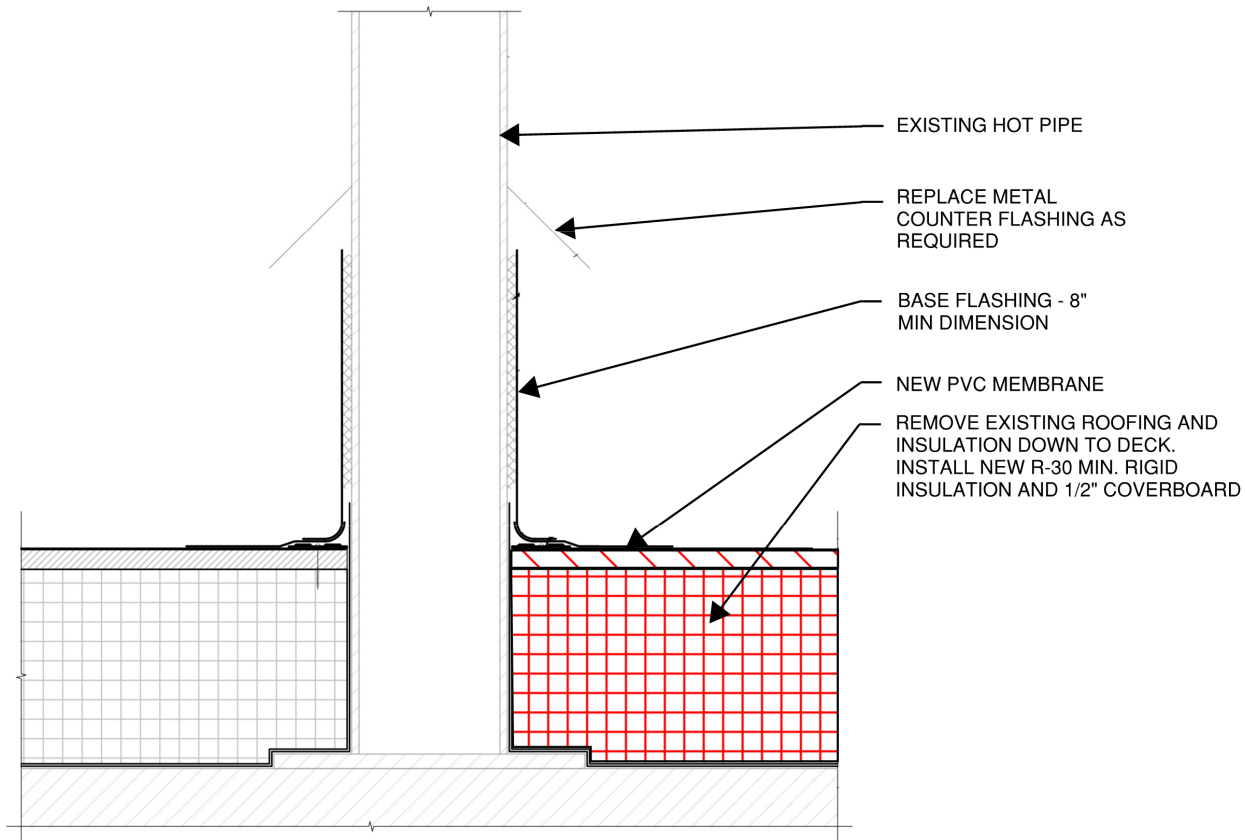 EXISTING HOT PIPE
REPLACE METAL
COUNTER FLASHING AS
REQUIRED
BASE FLASHING - 8"
MIN DIMENSION
NEW PVC MEMBRANE
REMOVE EXISTING ROOFING AND
INSULATION DOWN TO DECK.
INSTALL NEW R-30 MIN. RIGID
INSULATION AND 1/2" COVERBOARD